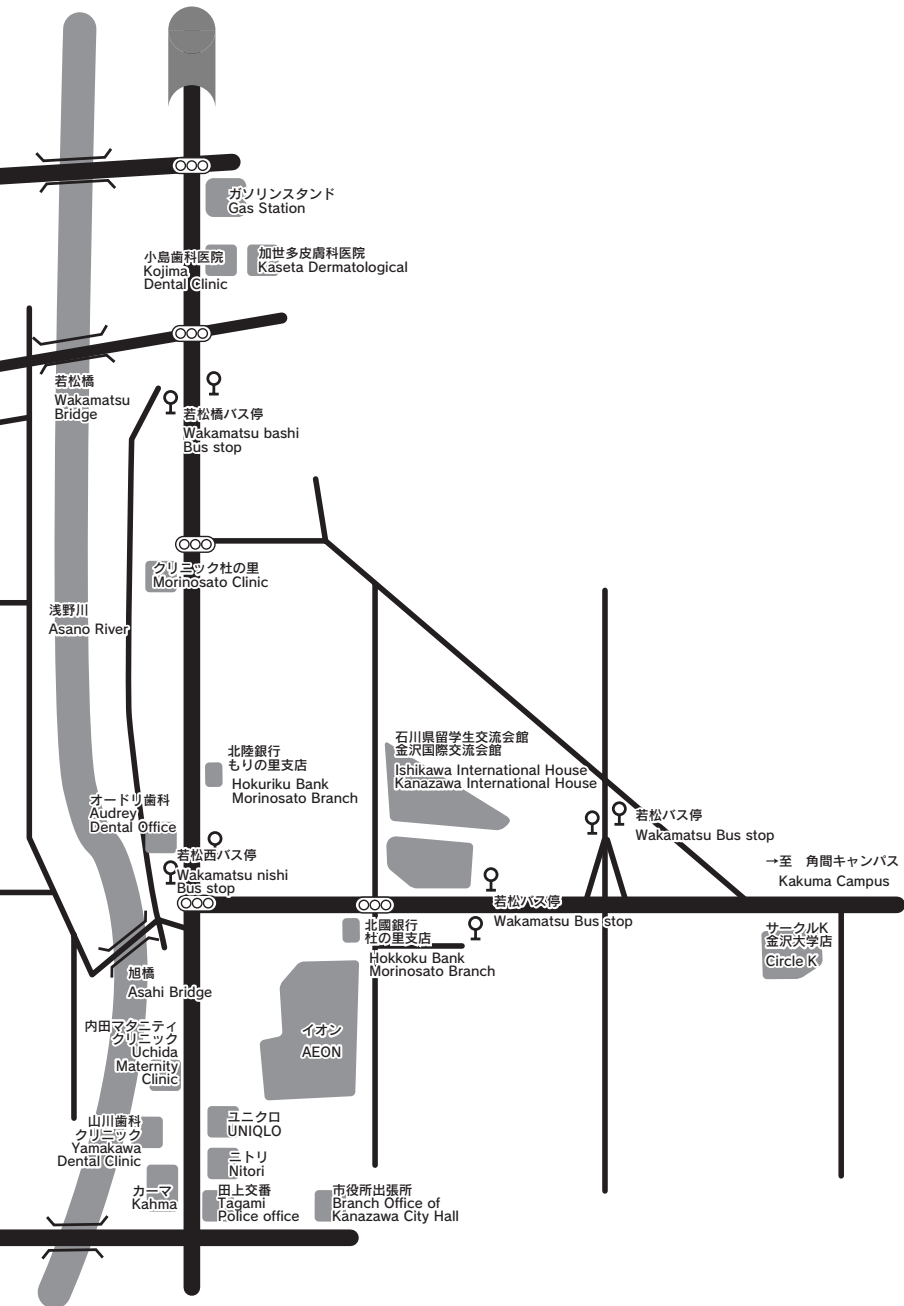 ガソリンスタンド
Gas Station
小島歯科医院
Kojima
Dental Clinic
加世多皮膚科医院
Kaseta Dermatological
若松橋
Wakamatsu
Bridge
若松橋バス停
Wakamatsu bashi
Bus stop
クリニック杜の里
Morinosato Clinic
浅野川
Asano River
北陸銀行
もりの里支店
Hokuriku Bank
Morinosato Branch
石川県留学生交流会館
金沢国際交流会館
Ishikawa International House
Kanazawa International House
オードリ歯科
Audrey
Dental Office
若松バス停
Wakamatsu Bus stop
若松西バス停
Wakamatsu nishi
Bus stop
→至　角間キャンパス
Kakuma Campus
若松バス停
Wakamatsu Bus stop
北國銀行
杜の里支店
Hokkoku Bank
Morinosato Branch
サークルK
金沢大学店
Circle K
旭橋
Asahi Bridge
内田マタニティ
クリニック
Uchida
Maternity
Clinic
イオン
AEON
山川歯科
クリニック
Yamakawa
Dental Clinic
ユニクロ
UNIQLO
ニトリ
Nitori
カーマ
Kahma
田上交番
Tagami
Police office
市役所出張所
Branch Office of
Kanazawa City Hall